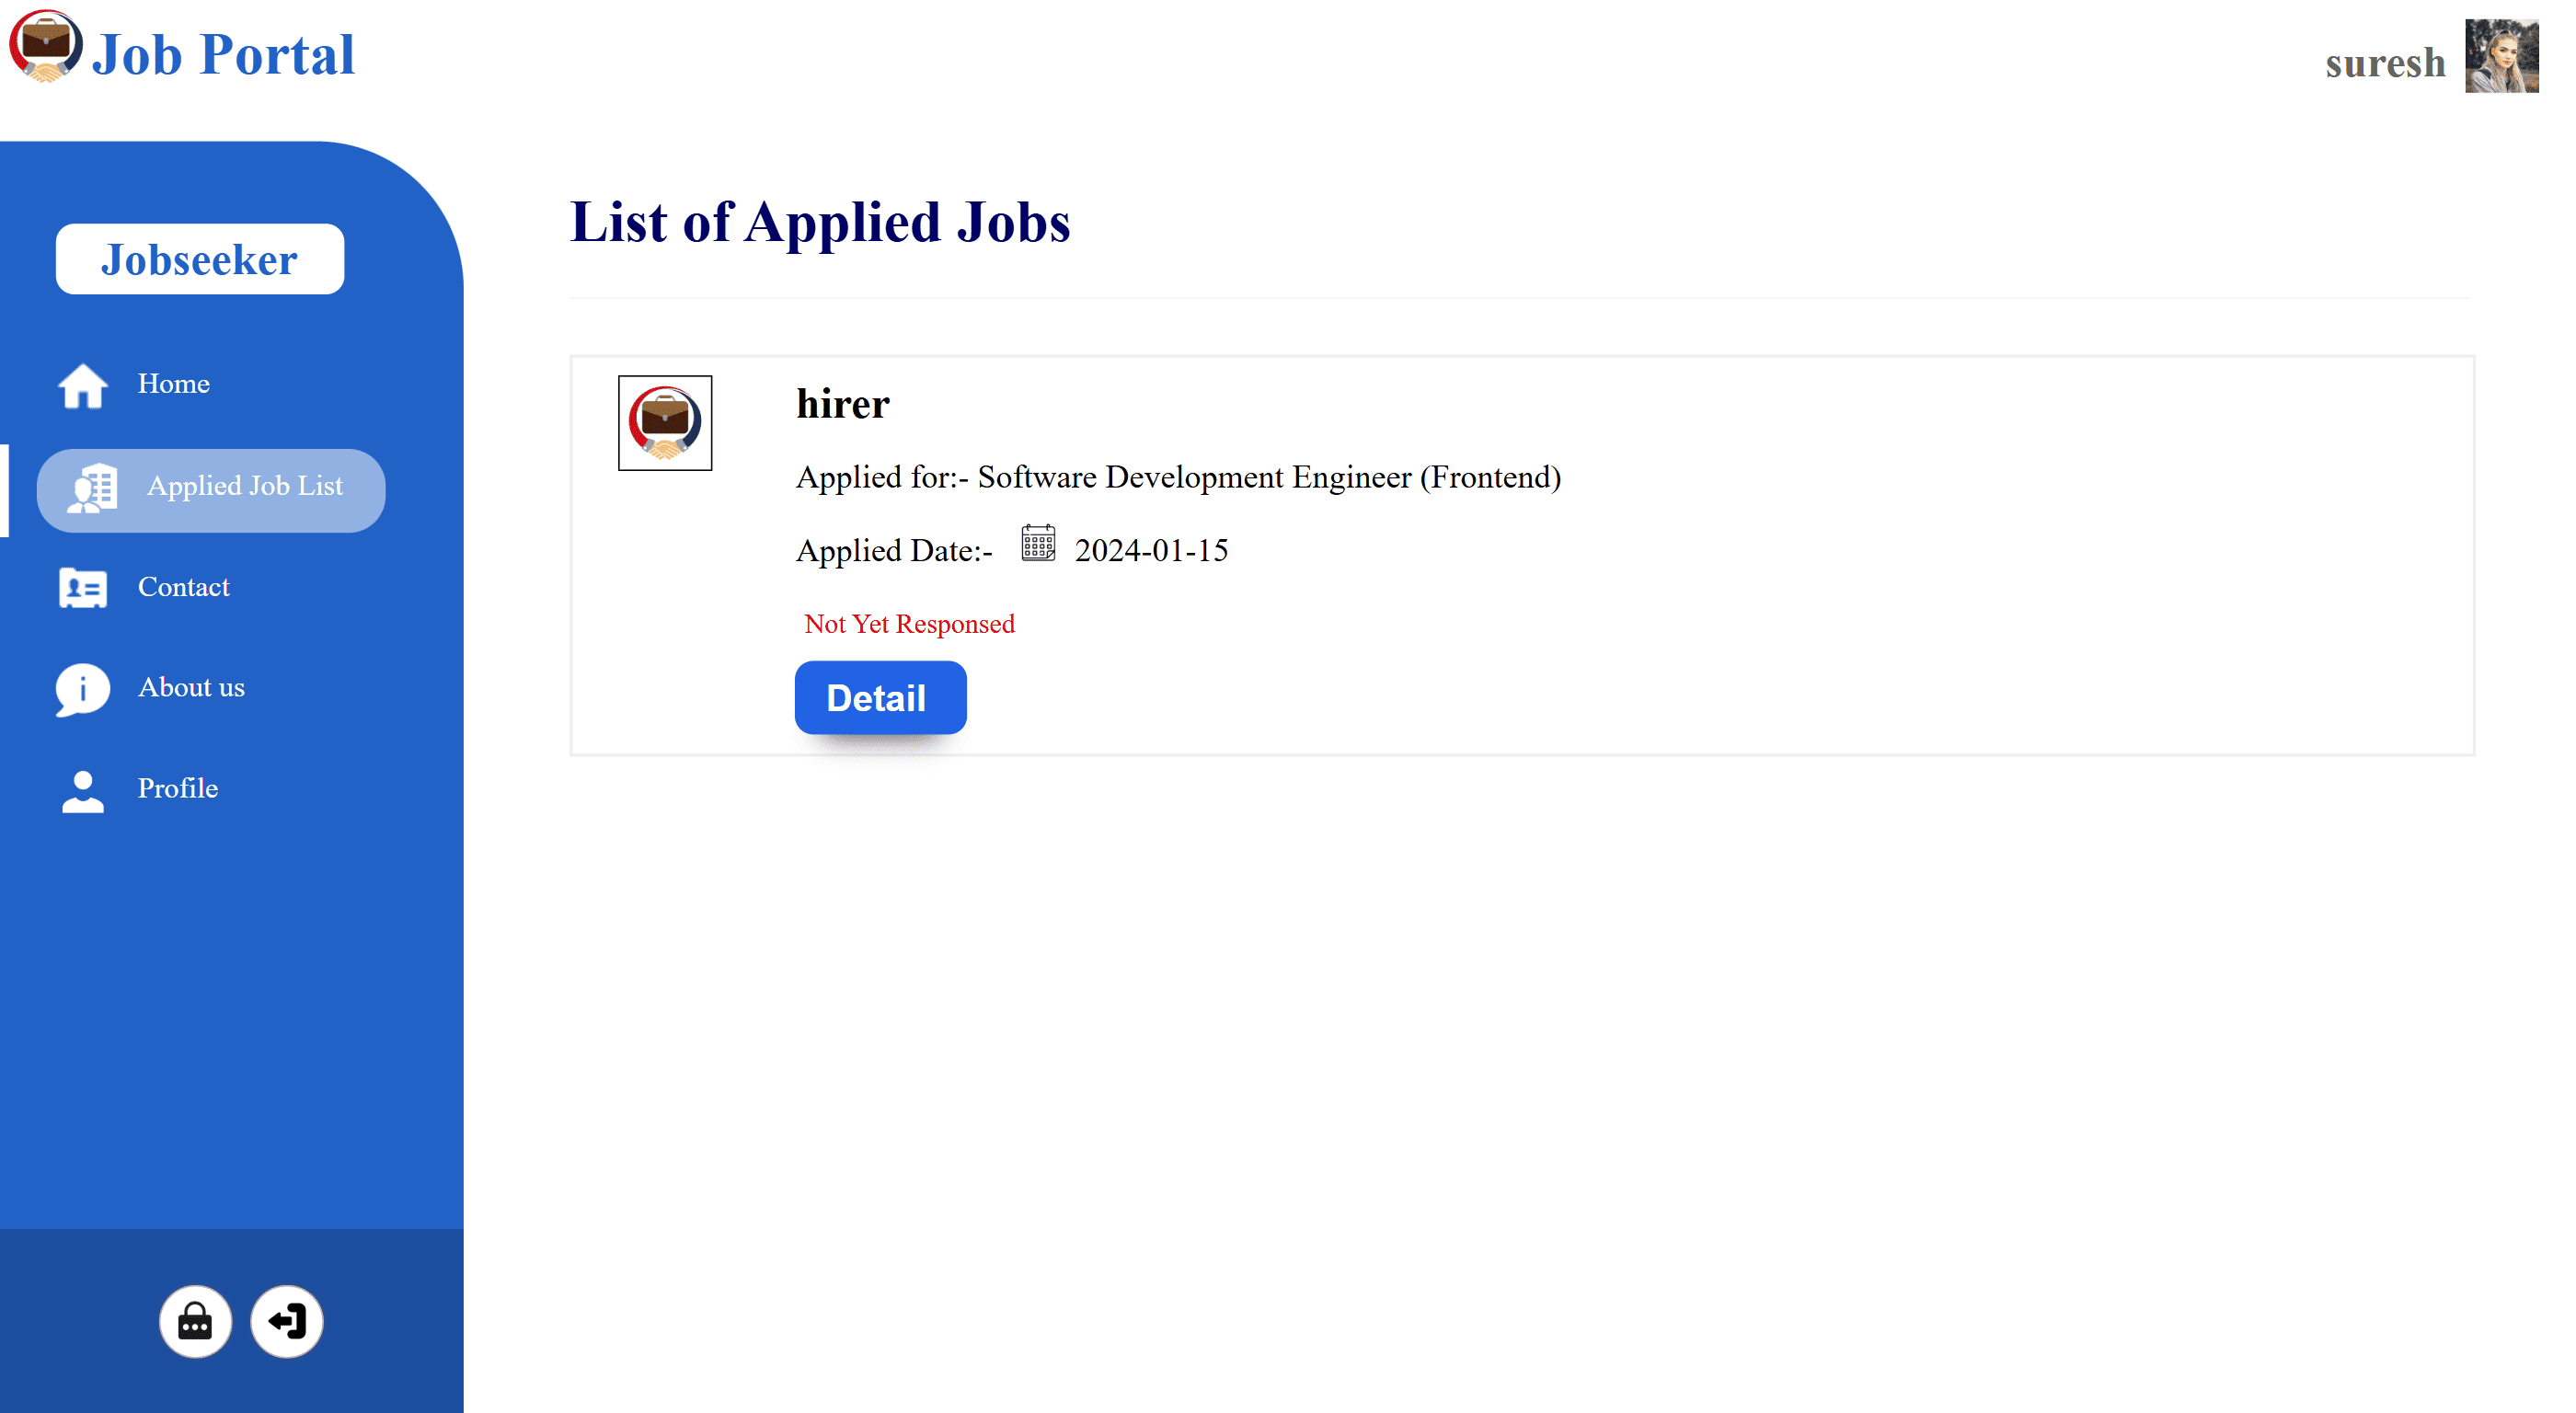 Job Portal
suresh
Jobseeker
Home
Applied Job List
Contact
About us
Profile
List of Applied Jobs
hirer
Applied for:- Software Development Engineer (Frontend)
Applied Date:- 2024-01-15
Not Yet Responsed
Detail